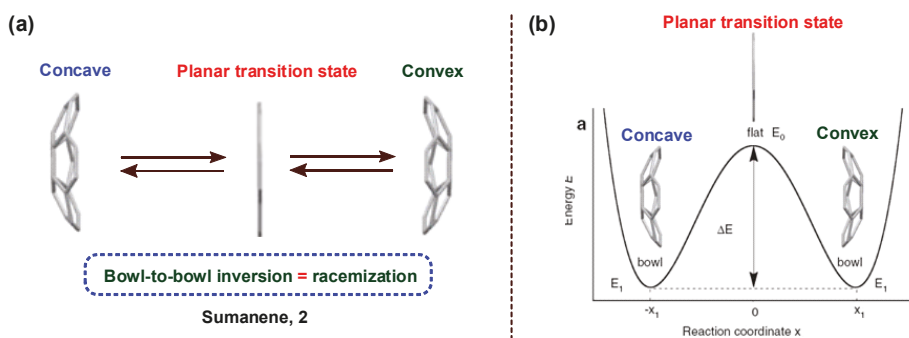 (a)
Concave
Planar transition state
Convex
Bowl-to-bowl inversion = racemization
Sumanene, 2
(b)
Planar transition state
a
Concave
flat E₀
Convex
Energy E
ΔE
bowl
bowl
E₁
E₁
-x₁
0
x₁
Reaction coordinate x